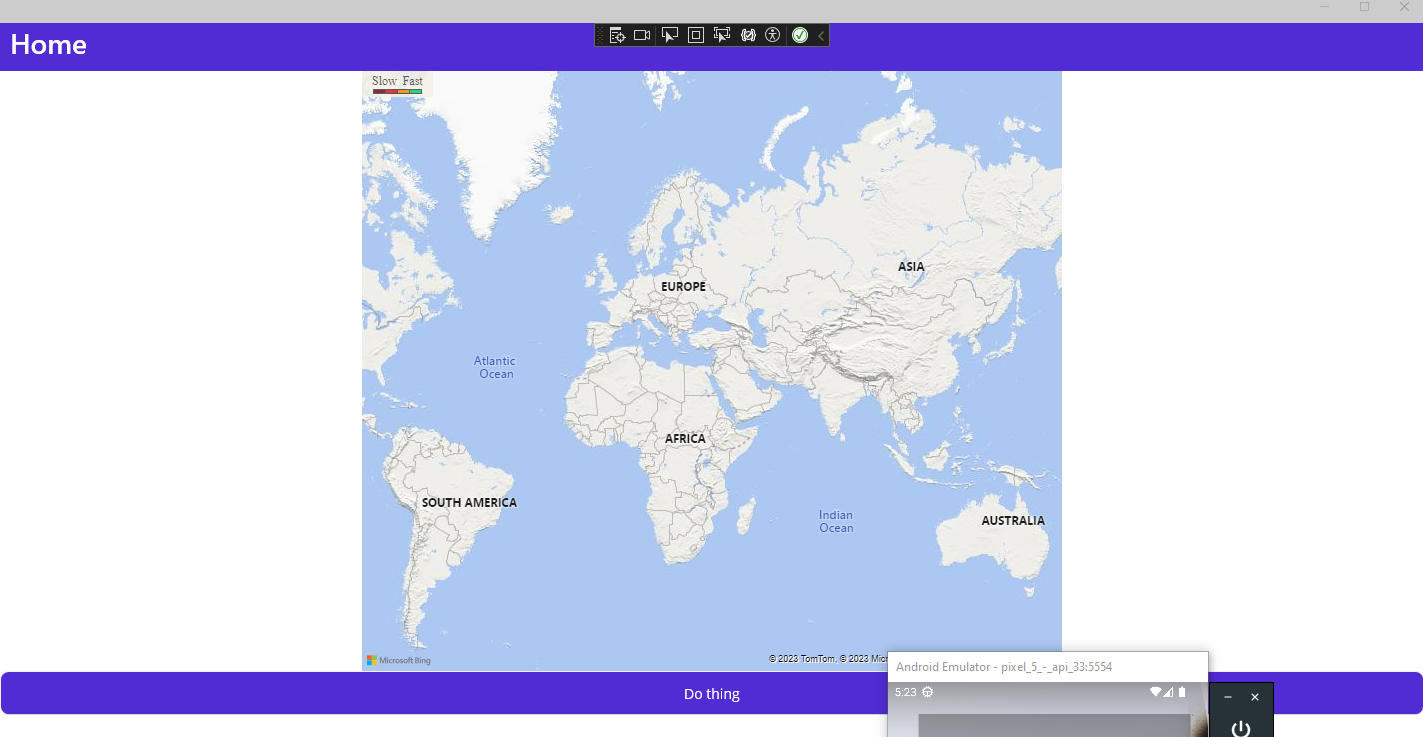 Home
Slow Fast
ASIA
EUROPE
Atlantic
Ocean
AFRICA
SOUTH AMERICA
Indian
Ocean
AUSTRALIA
Microsoft Bing
© 2023 TomTom, © 2023 Micr
Android Emulator - pixel_5_-_api_33:5554
Do thing
5:23